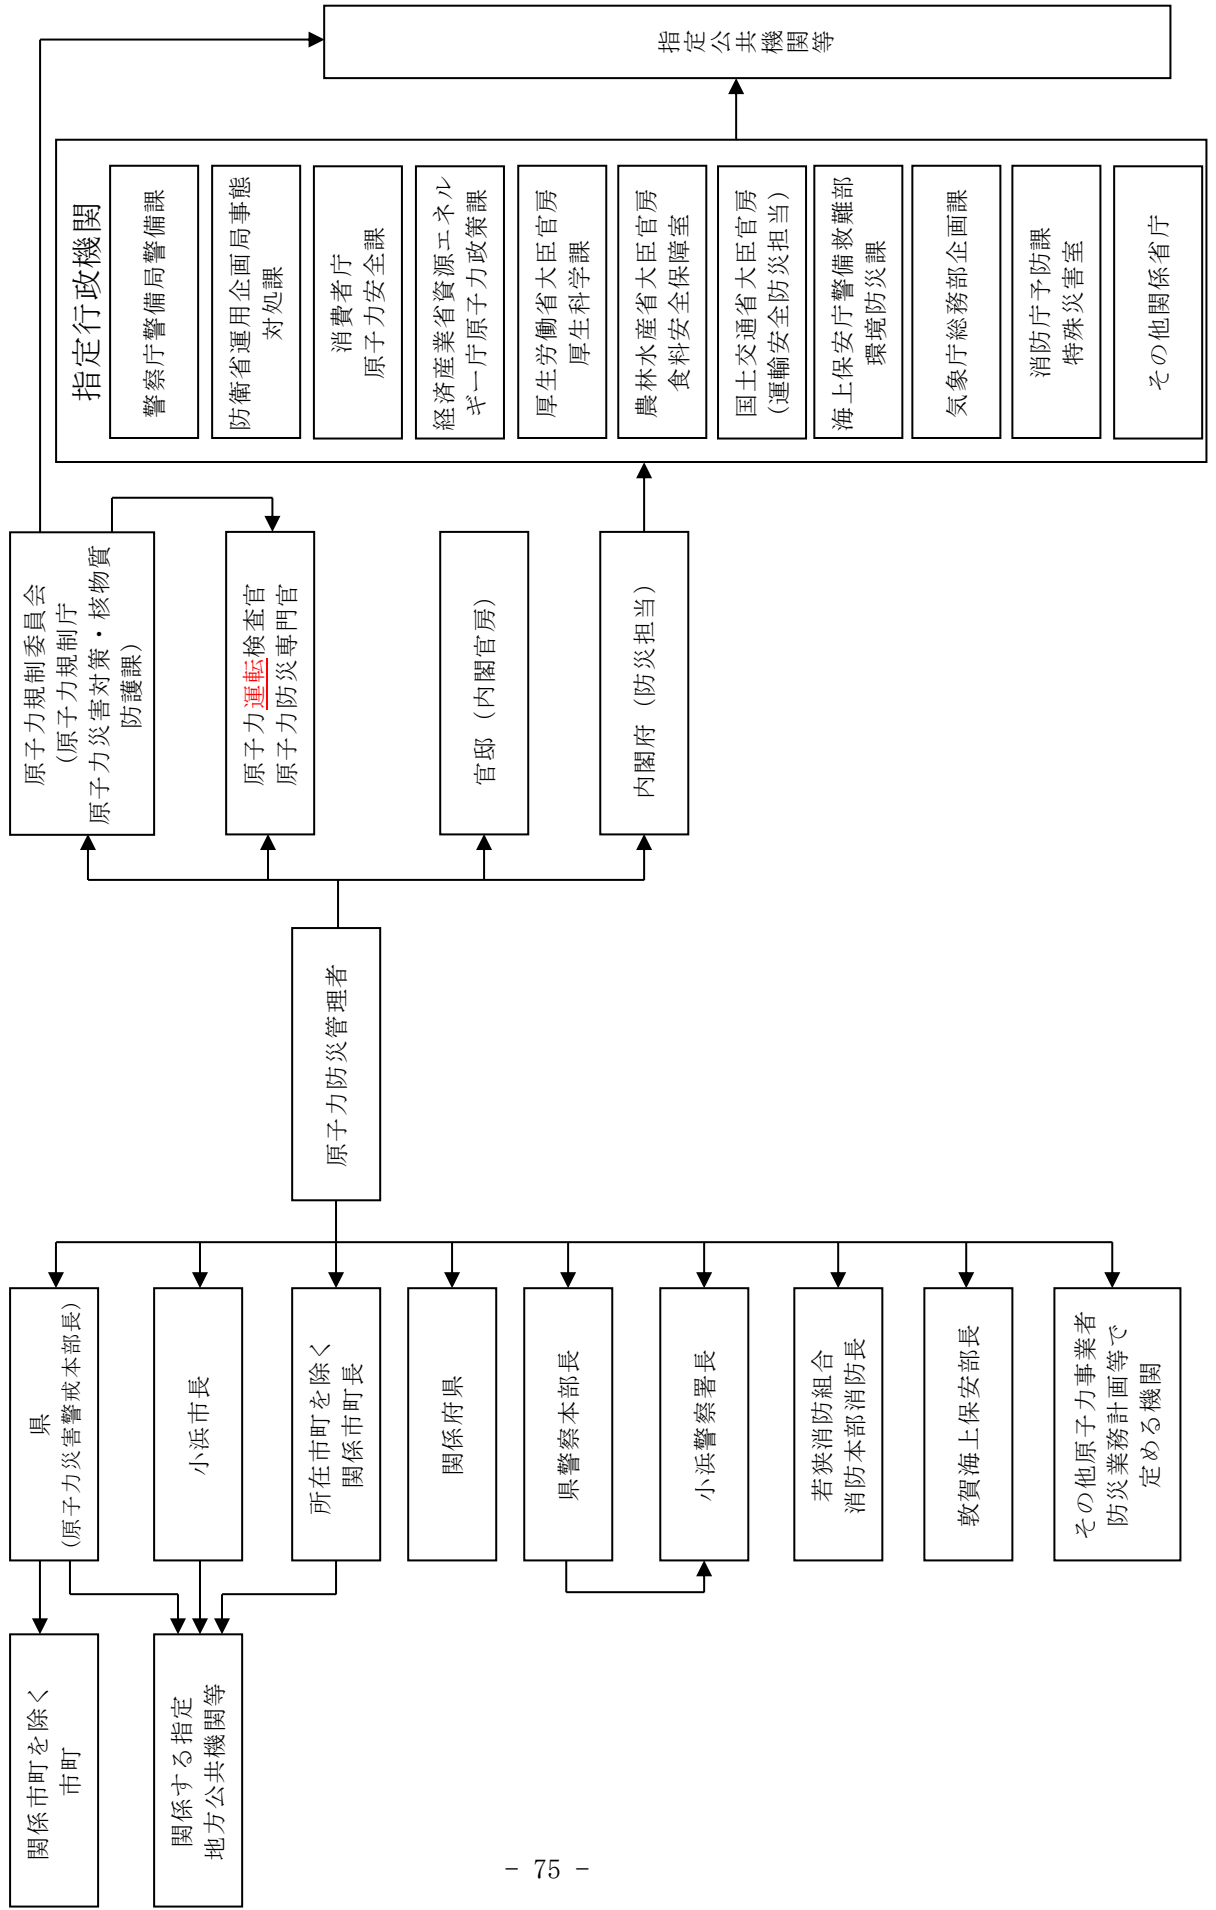 関係市町を除く
市町
関係する指定
地方公共機関等
県
(原子力災害警戒本部長)
小浜市長
所在市町を除く
関係市町長
関係府県
県警察本部長
小浜警察署長
若狭消防組合
消防本部消防長
敦賀海上保安部長
その他原子力事業者
防災業務計画等で
定める機関
原子力防災管理者
原子力規制委員会
(原子力規制庁
原子力災害対策・核物質
防護課)
原子力運転検査官
原子力防災専門官
官邸(内閣官房)
内閣府(防災担当)
指定行政機関
警察庁警備局警備課
防衛省運用企画局事態
対処課
消費者庁
原子力安全課
経済産業省資源エネル
ギー庁原子力政策課
厚生労働省大臣官房
厚生科学課
農林水産省大臣官房
食料安全保障室
国土交通省大臣官房
(運輸安全防災担当)
海上保安庁警備救難部
環境防災課
気象庁総務部企画課
消防庁予防課
特殊災害室
その他関係省庁
指定公共機関等
- 75 -